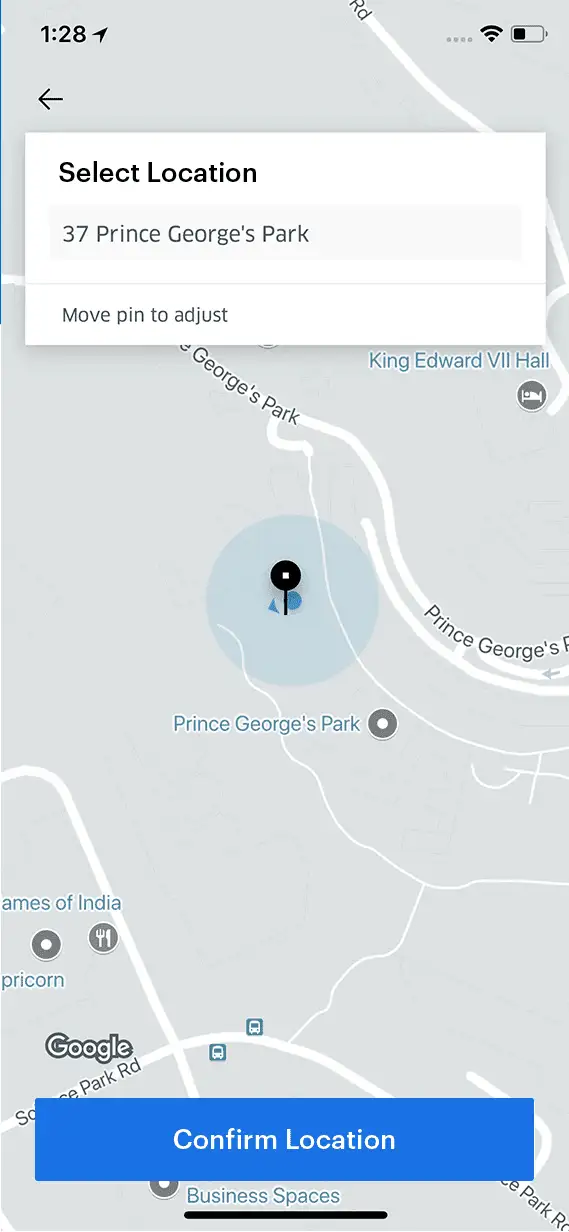 Rd
1:28
Select Location
37 Prince George's Park
Move pin to adjust
George's Park
King Edward VII Hall
Prince George's
Prince George's Park
ames of India
pricorn
Google
Park Rd
Confirm Location
Business Spaces
Park Rd